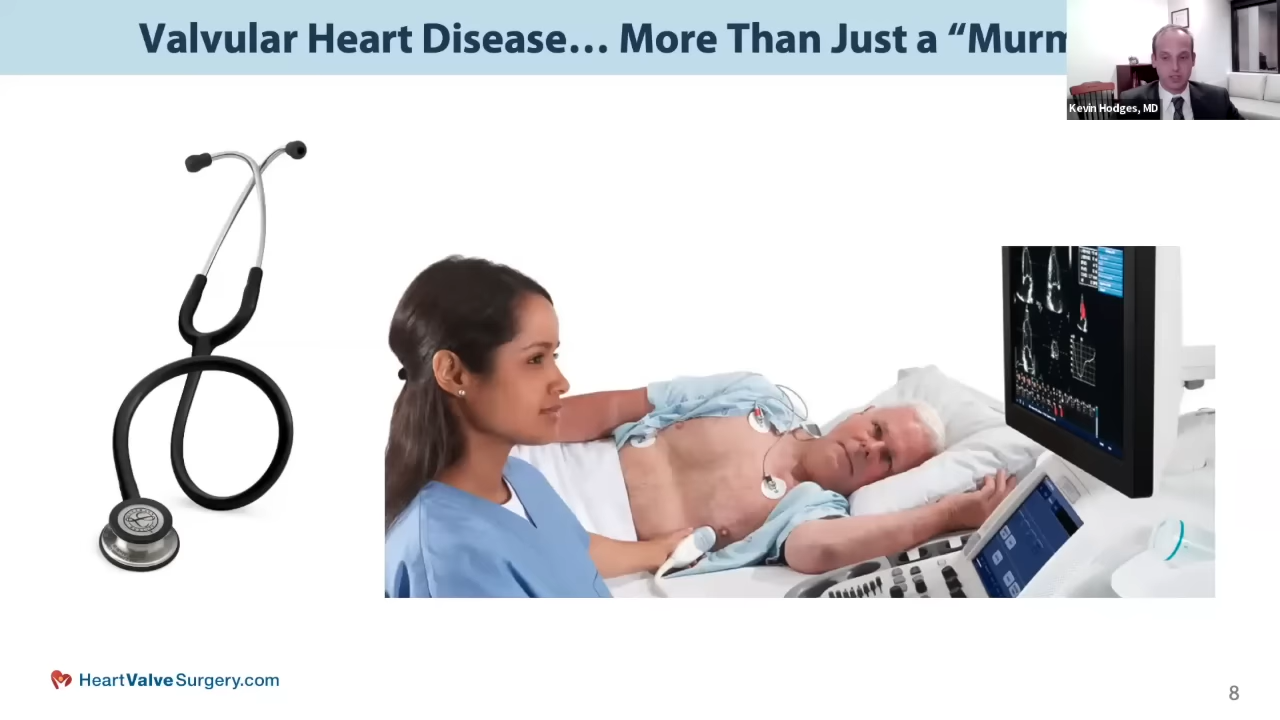 Valvular Heart Disease… More Than Just a “Murm
Kevin Hodges, MD
HeartValveSurgery.com
8